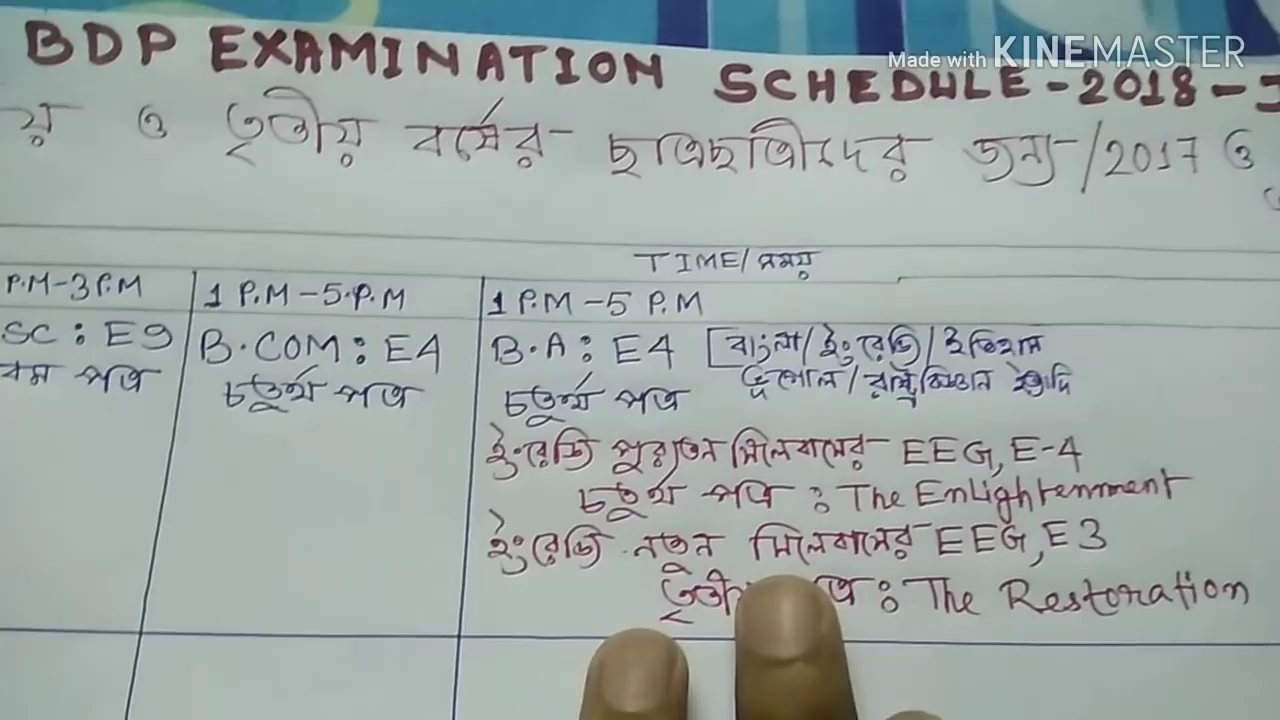 BDP EXAMINATION SCHEDULE-2018-
Made with KINEMASTER
য় ও তৃতীয় বর্ষের ছাত্রছাত্রীদের জন্য/2017 ও
TIME/সময়
P.M-3 P.M
1 P.M-5.P.M
1 P.M-5 P.M
SC: E9
পত্র
B.COM: E4
চতুর্থ পত্র
B.A: E4 [বাংলা/ইংরেজি/ইতিহাস
চতুর্থ পত্র
রাষ্ট্রবিজ্ঞান ইত্যাদি
ইংরেজি পুরাতন সিলেবাসের EEG, E-4
চতুর্থ পত্র: The Enlightenment
ইংরেজি নতুন সিলেবাসের EEG, E3
: The Restoration